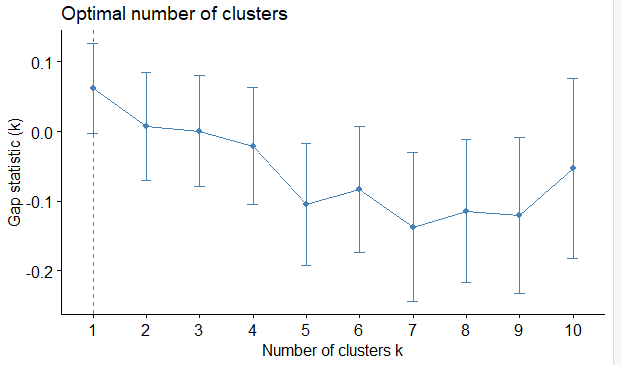 Optimal number of clusters
Gap statistic (k)
0.1
0.0
-0.1
-0.2
1 2 3 4 5 6 7 8 9 10
Number of clusters k